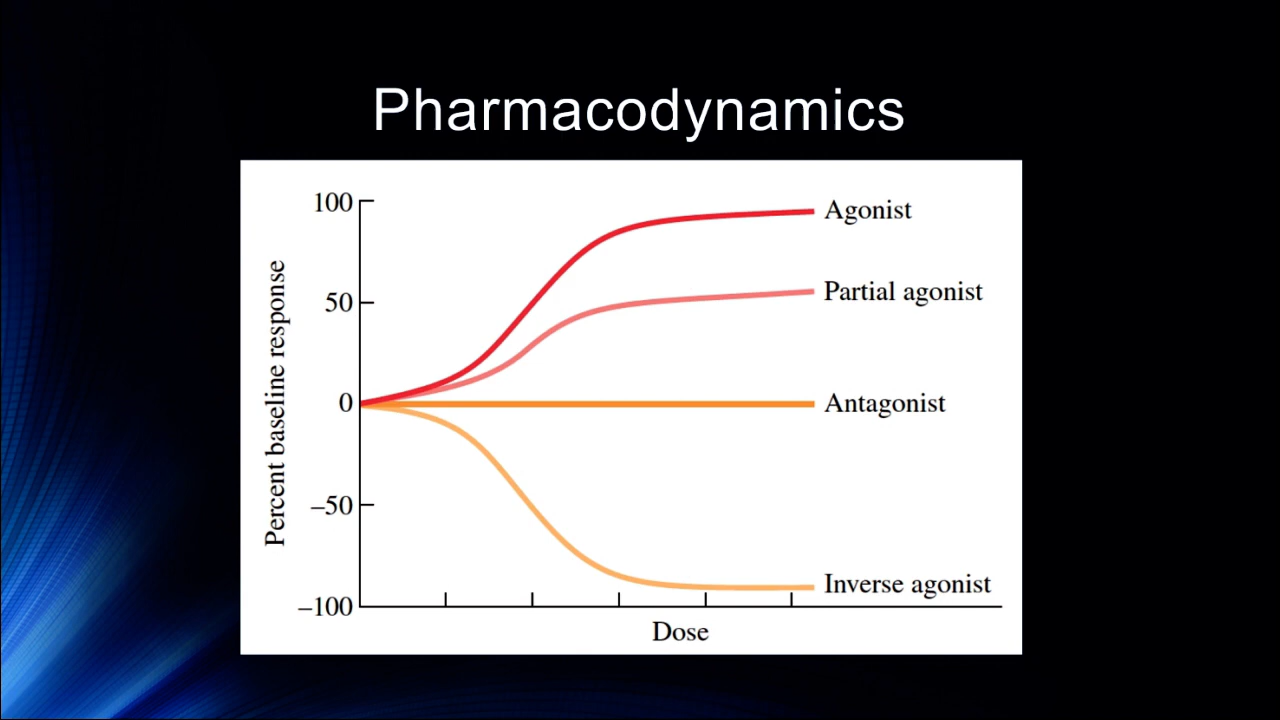 Pharmacodynamics
100
50
0
–50
–100
Percent baseline response
Agonist
Partial agonist
Antagonist
Inverse agonist
Dose